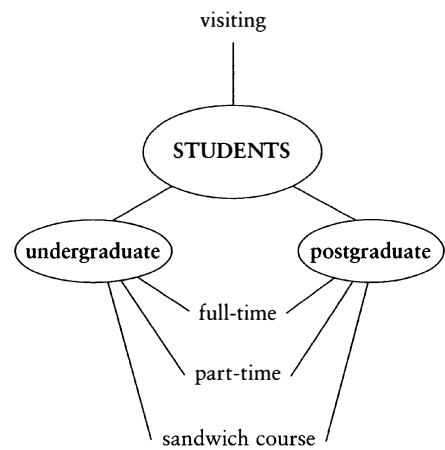 visiting
STUDENTS
undergraduate
postgraduate
full-time
part-time
sandwich course